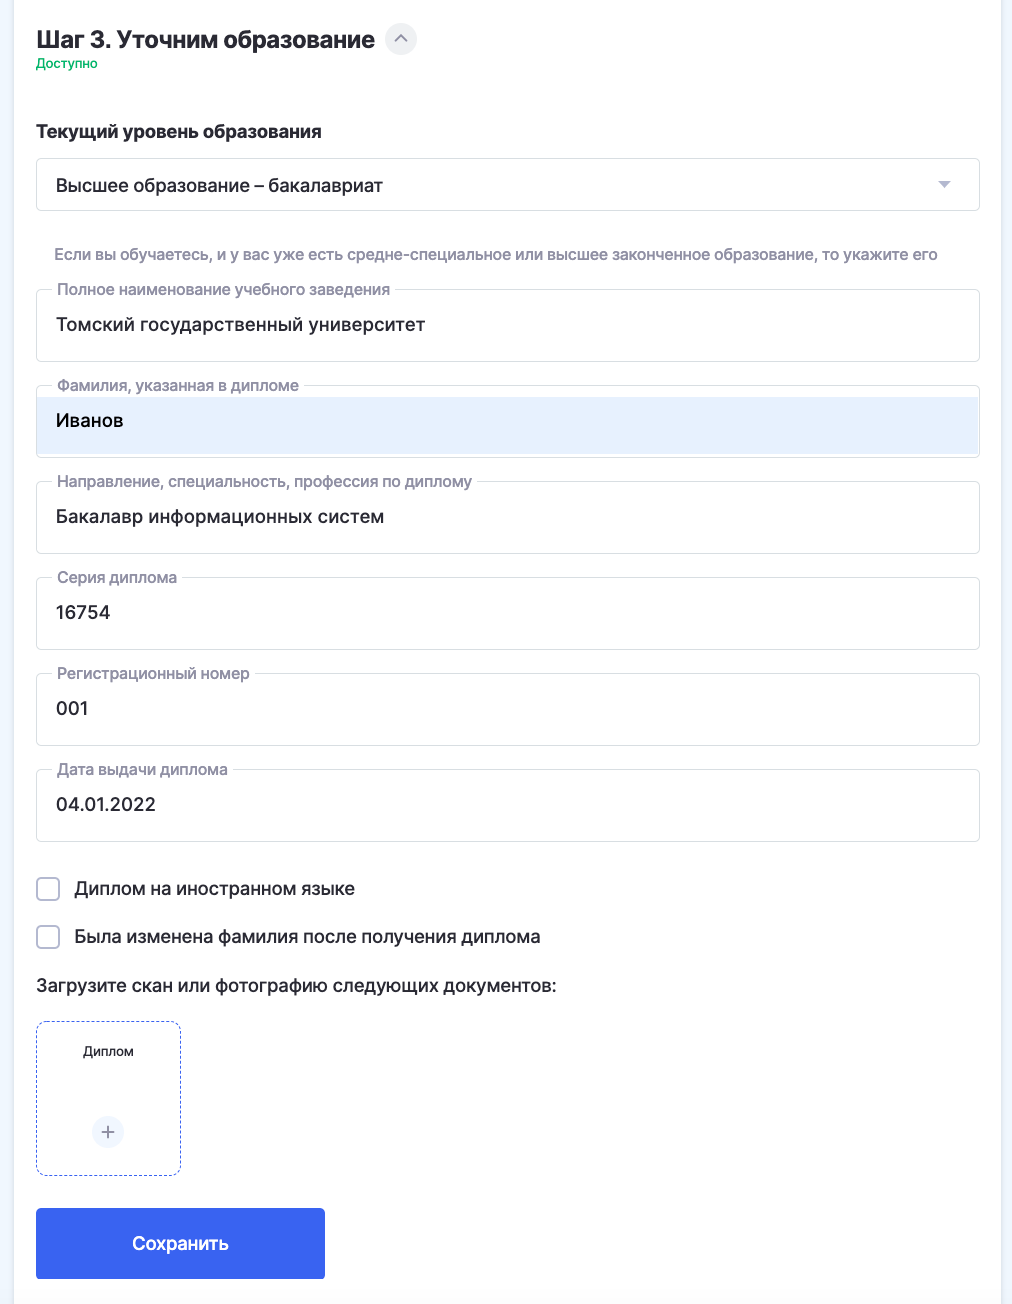 Шаг 3. Уточним образование
Доступно
Текущий уровень образования
Высшее образование – бакалавриат
Если вы обучаетесь, и у вас уже есть средне-специальное или высшее законченное образование, то укажите его
Полное наименование учебного заведения
Томский государственный университет
Фамилия, указанная в дипломе
Иванов
Направление, специальность, профессия по диплому
Бакалавр информационных систем
Серия диплома
16754
Регистрационный номер
001
Дата выдачи диплома
04.01.2022
Диплом на иностранном языке
Была изменена фамилия после получения диплома
Загрузите скан или фотографию следующих документов:
Диплом
+
Сохранить